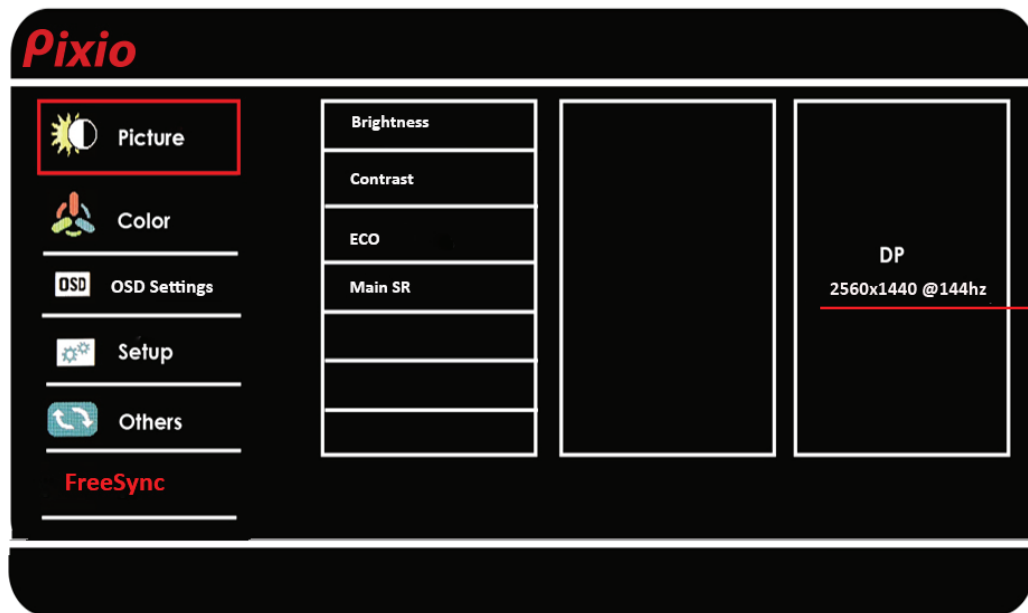 Pixio
Picture
Color
OSD
OSD Settings
Setup
Others
FreeSync
Brightness
Contrast
ECO
Main SR
DP
2560x1440 @144hz